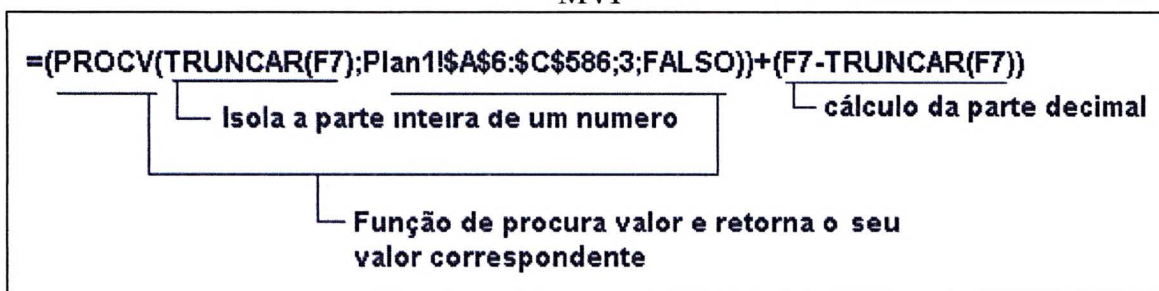 =(PROCV(TRUNCAR(F7);Plan1!$A$6:$C$586;3;FALSO))+(F7-TRUNCAR(F7))
Isola a parte inteira de um numero
cálculo da parte decimal
Função de procura valor e retorna o seu
valor correspondente